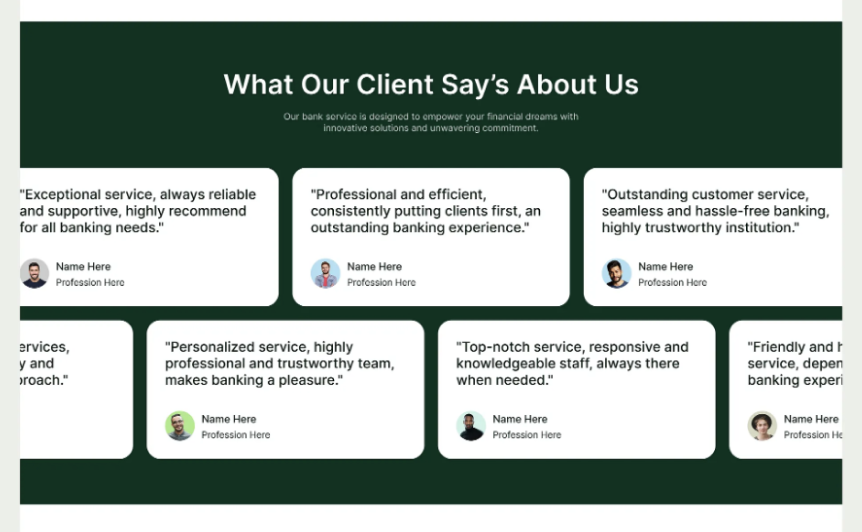 What Our Client Say's About Us
Our bank service is designed to empower your financial dreams with
innovative solutions and unwavering commitment.
"Exceptional service, always reliable
and supportive, highly recommend
for all banking needs."
Name Here
Profession Here
"Professional and efficient,
consistently putting clients first, an
outstanding banking experience."
Name Here
Profession Here
"Outstanding customer service,
seamless and hassle-free banking,
highly trustworthy institution."
Name Here
Profession Here
y and
"Personalized service, highly
professional and trustworthy team,
makes banking a pleasure."
Name Here
Profession Here
"Top-notch service, responsive and
knowledgeable staff, always there
when needed."
Name Here
Profession Here
"Friendly and h
service, depen
banking experi
Name Here
Profession He